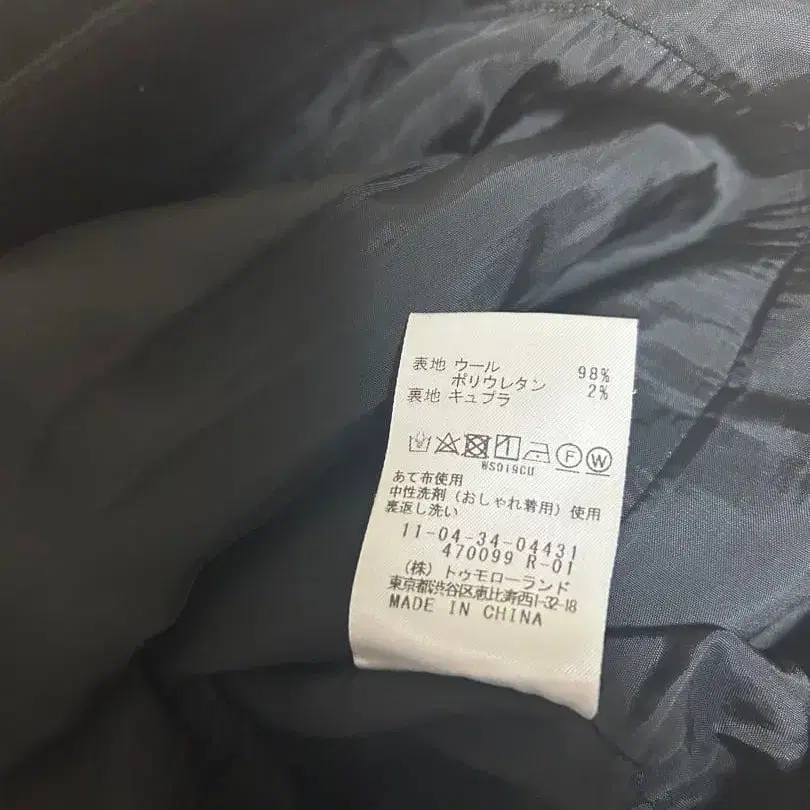 表地 ウール 98%
ポリウレタン 2%
裏地 キュプラ
WS019CU
あて布使用
中性洗剤（おしゃれ着用）使用
裏返し洗い
11-04-34-04431
470099 R-01
（株）トゥモローランド
東京都渋谷区恵比寿西1-32-18
MADE IN CHINA